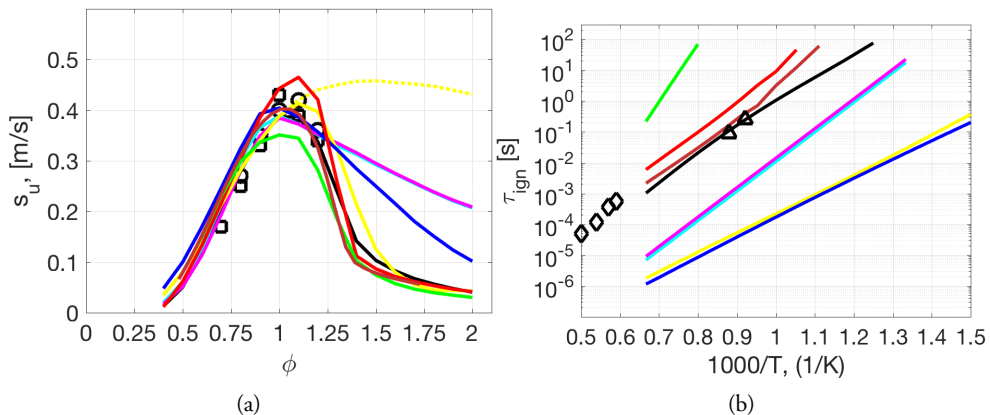 s_u, [m/s]
0.5
0.4
0.3
0.2
0.1
0
0 0.25 0.5 0.75 1 1.25 1.5 1.75 2
ϕ
(a)
τ_ign [s]
10^2
10^1
10^0
10^-1
10^-2
10^-3
10^-4
10^-5
10^-6
0.5 0.6 0.7 0.8 0.9 1 1.1 1.2 1.3 1.4 1.5
1000/T, (1/K)
(b)